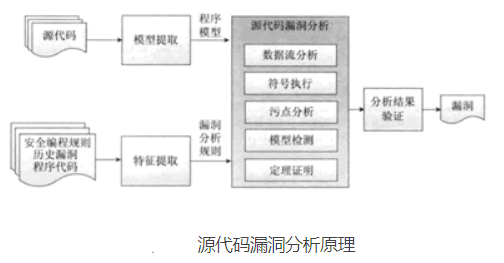 源代码
模型提取
程序
模型
源代码漏洞分析
数据流分析
符号执行
污点分析
模型检测
定理证明
分析结果
验证
漏洞
安全编程规则
历史漏洞
程序代码
特征提取
漏洞
分析
规则
源代码漏洞分析原理